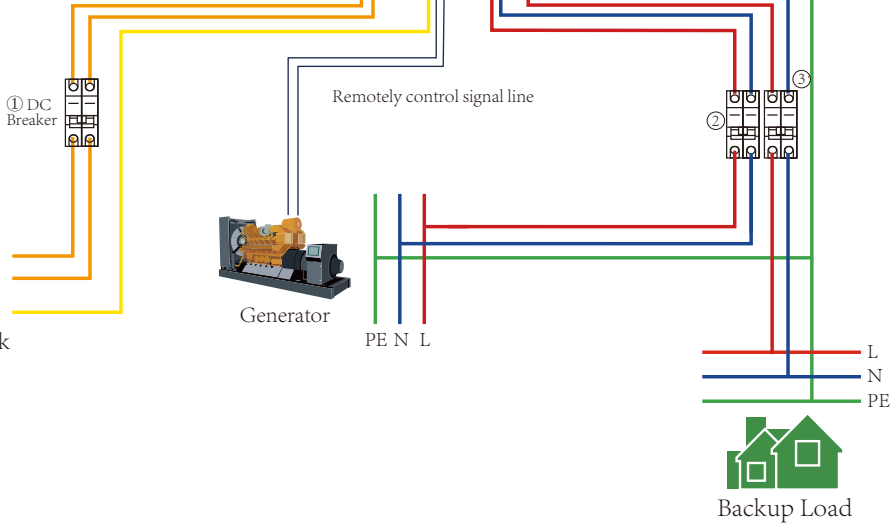 ① DC
Breaker
Remotely control signal line
②
③
Generator
PE N L
k
L
N
PE
Backup Load